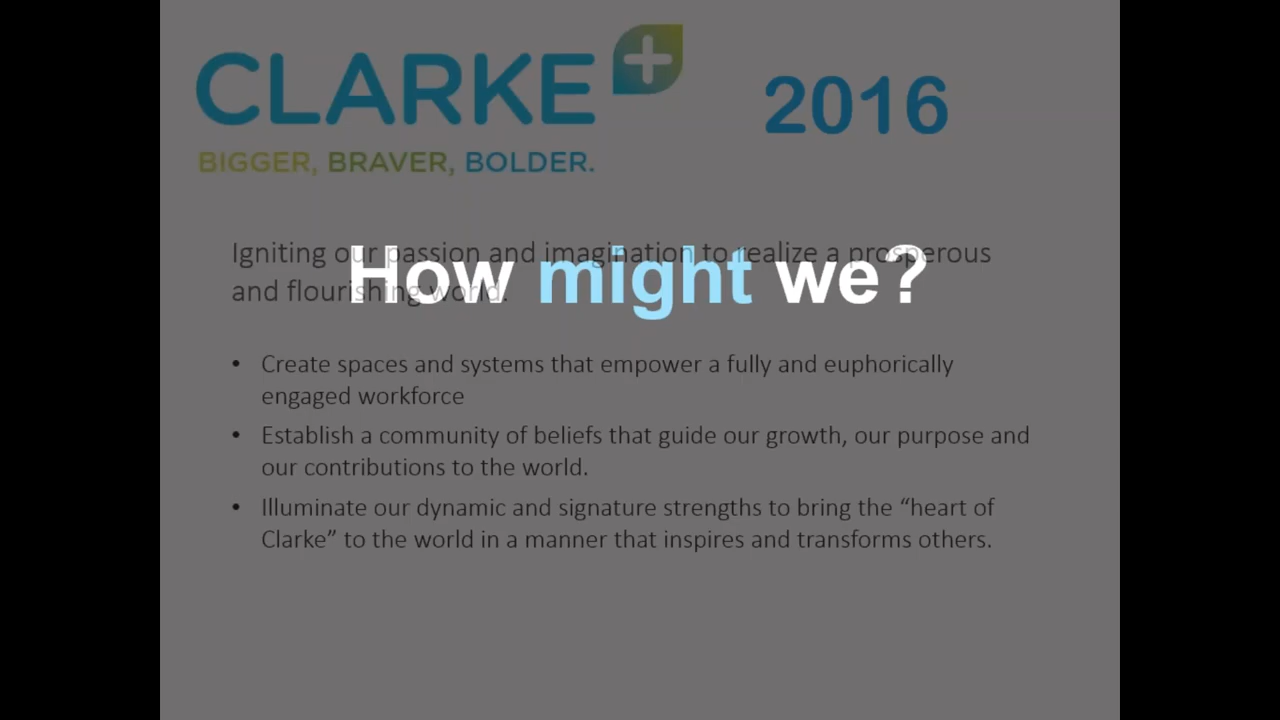 CLARKE+
2016
BIGGER, BRAVER, BOLDER.
Igniting our passion and imagination to realize a prosperous
and flourishing world.
How might we?
• Create spaces and systems that empower a fully and euphorically
engaged workforce
• Establish a community of beliefs that guide our growth, our purpose and
our contributions to the world.
• Illuminate our dynamic and signature strengths to bring the “heart of
Clarke” to the world in a manner that inspires and transforms others.